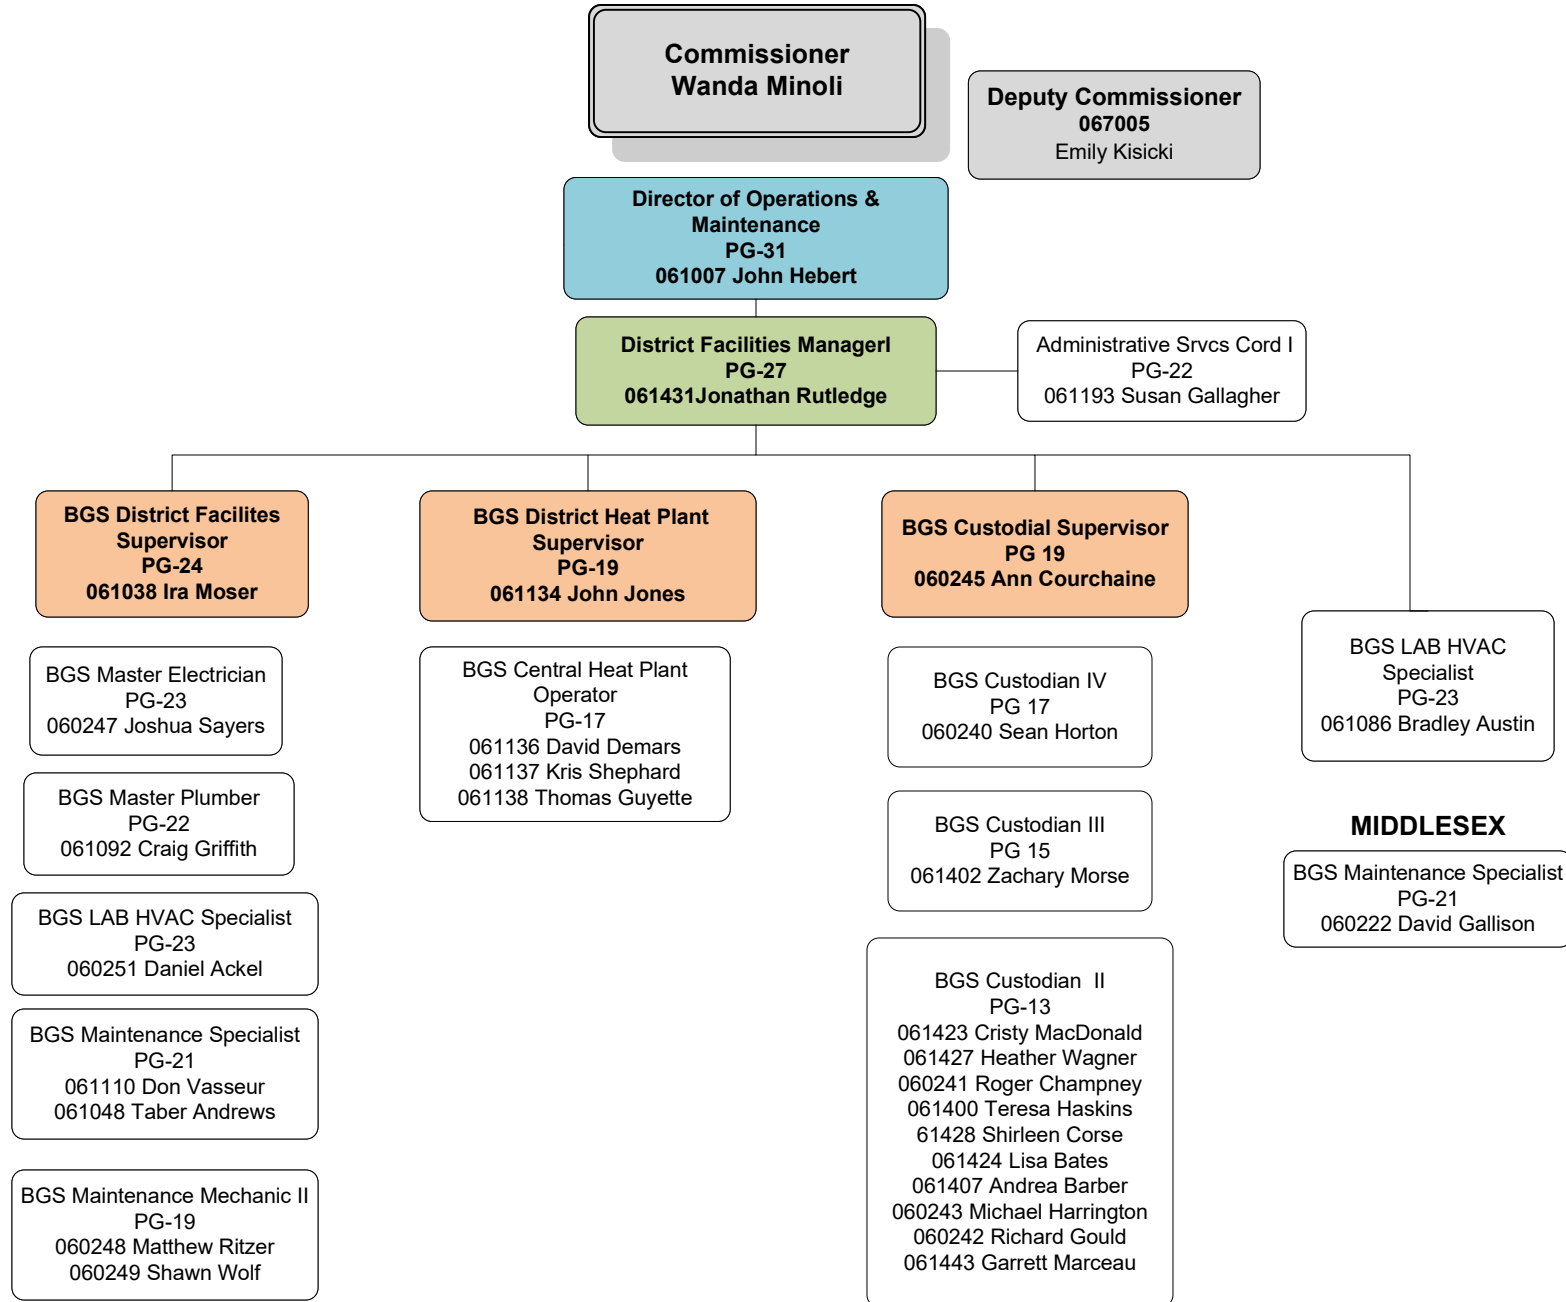 Commissioner
Wanda Minoli
Deputy Commissioner
067005
Emily Kisicki
Director of Operations &
Maintenance
PG-31
061007 John Hebert
District Facilities ManagerI
PG-27
061431Jonathan Rutledge
Administrative Srvcs Cord I
PG-22
061193 Susan Gallagher
BGS District Facilites
Supervisor
PG-24
061038 Ira Moser
BGS Master Electrician
PG-23
060247 Joshua Sayers
BGS Master Plumber
PG-22
061092 Craig Griffith
BGS LAB HVAC Specialist
PG-23
060251 Daniel Ackel
BGS Maintenance Specialist
PG-21
061110 Don Vasseur
061048 Taber Andrews
BGS Maintenance Mechanic II
PG-19
060248 Matthew Ritzer
060249 Shawn Wolf
BGS District Heat Plant
Supervisor
PG-19
061134 John Jones
BGS Central Heat Plant
Operator
PG-17
061136 David Demars
061137 Kris Shephard
061138 Thomas Guyette
BGS Custodial Supervisor
PG 19
060245 Ann Courchaine
BGS Custodian IV
PG 17
060240 Sean Horton
BGS Custodian III
PG 15
061402 Zachary Morse
BGS Custodian  II
PG-13
061423 Cristy MacDonald
061427 Heather Wagner
060241 Roger Champney
061400 Teresa Haskins
61428 Shirleen Corse
061424 Lisa Bates
061407 Andrea Barber
060243 Michael Harrington
060242 Richard Gould
061443 Garrett Marceau
BGS LAB HVAC
Specialist
PG-23
061086 Bradley Austin
MIDDLESEX
BGS Maintenance Specialist
PG-21
060222 David Gallison